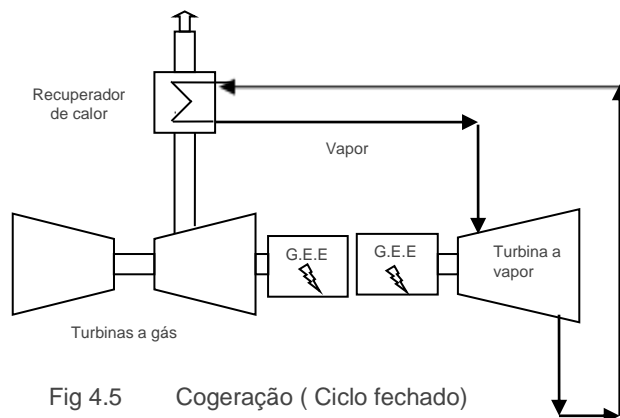 Recuperador
de calor
Vapor
G.E.E
G.E.E
Turbina a
vapor
Turbinas a gás
Fig 4.5 Cogeração ( Ciclo fechado)